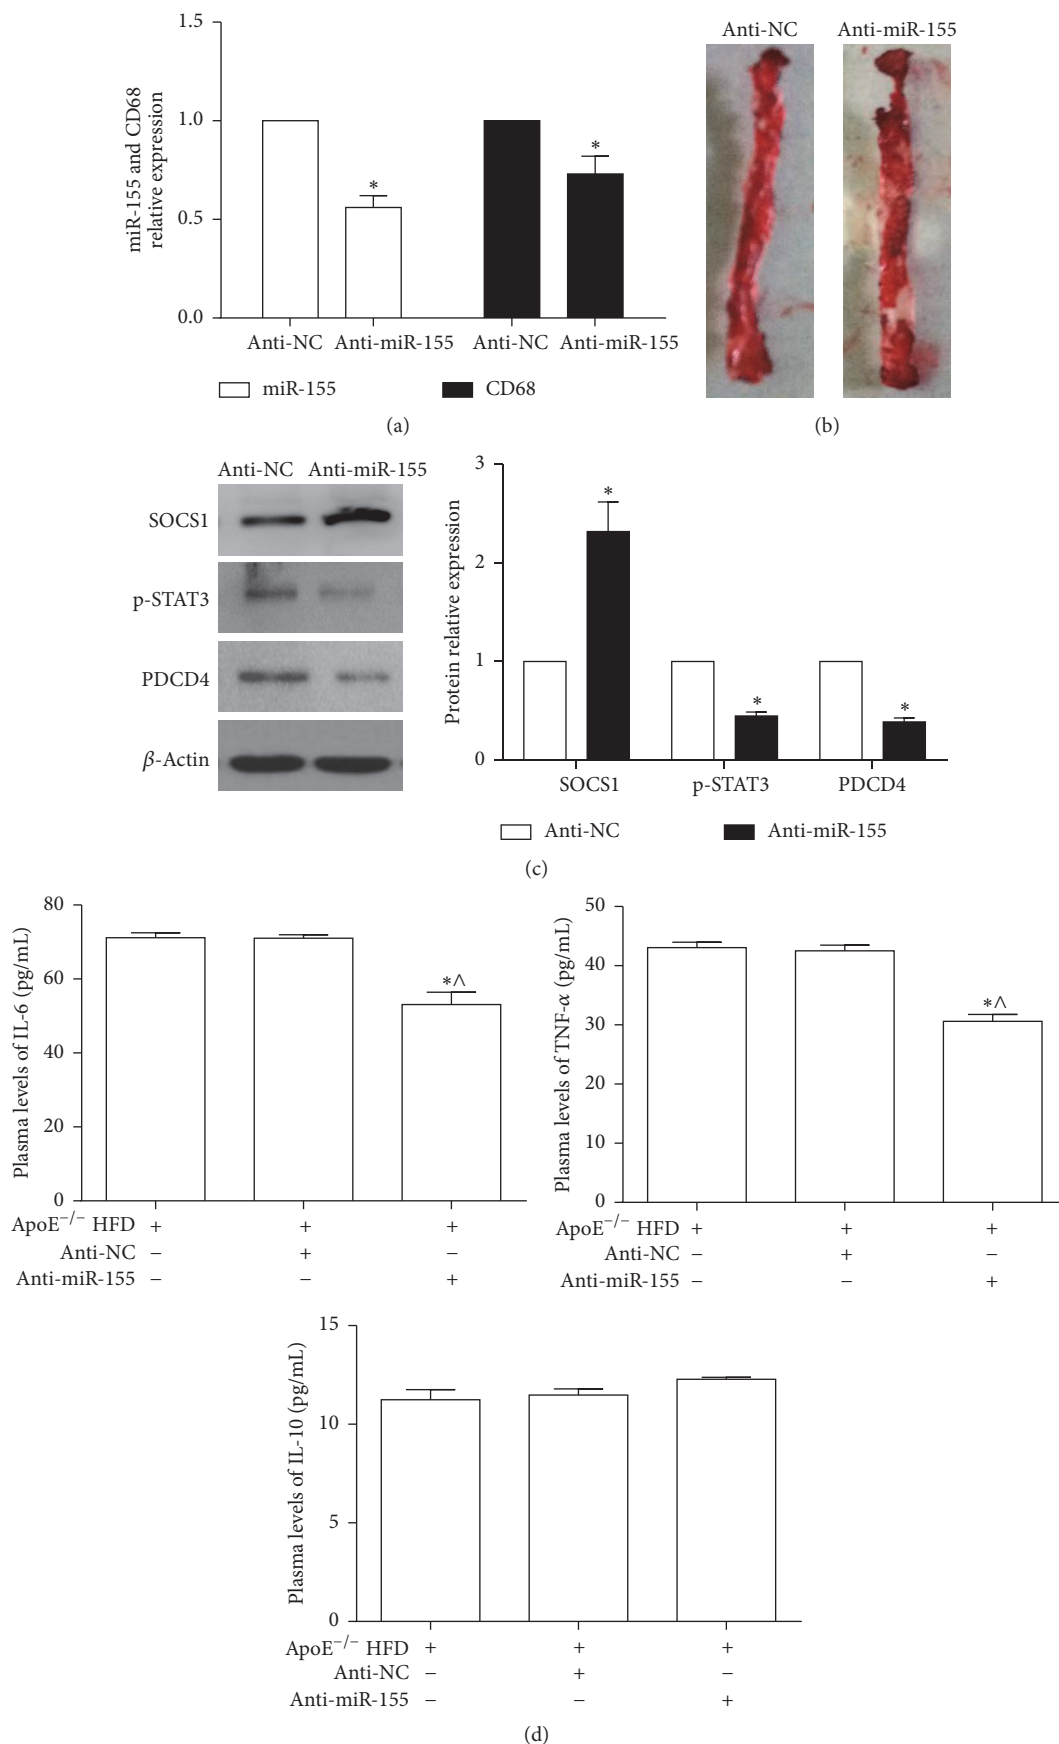 1.5
1.0
0.5
0.0
miR-155 and CD68
relative expression
* *
Anti-NC Anti-miR-155 Anti-NC Anti-miR-155
miR-155 CD68
(a)
Anti-NC Anti-miR-155
(b)
Anti-NC Anti-miR-155
SOCS1
p-STAT3
PDCD4
β-Actin
3
2
1
0
Protein relative expression
* * *
SOCS1 p-STAT3 PDCD4
Anti-NC Anti-miR-155
(c)
80
60
40
20
0
Plasma levels of IL-6 (pg/mL)
*^
ApoE−/− HFD + + +
Anti-NC − + −
Anti-miR-155 − − +
50
40
30
20
10
0
Plasma levels of TNF-α (pg/mL)
*^
ApoE−/− HFD + + +
Anti-NC − + −
Anti-miR-155 − − +
15
10
5
0
Plasma levels of IL-10 (pg/mL)
ApoE−/− HFD + + +
Anti-NC − + −
Anti-miR-155 − − +
(d)